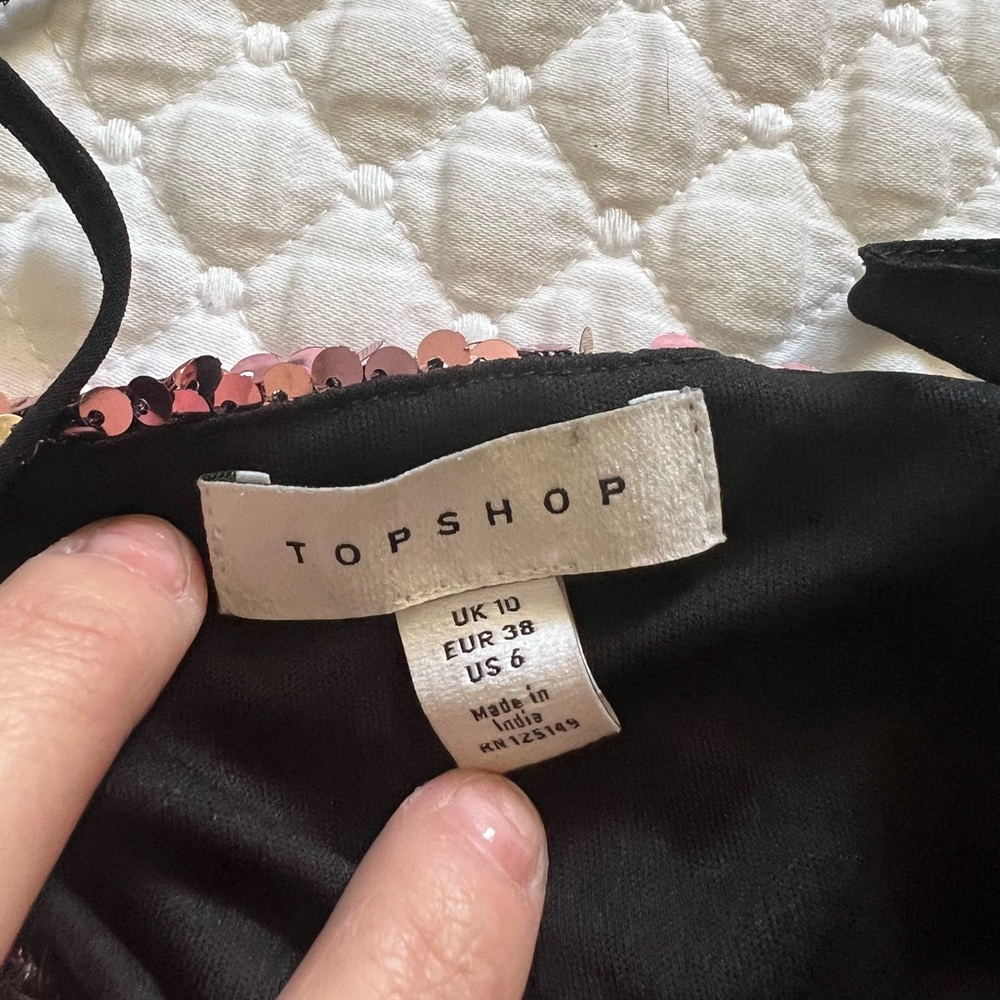 TOPSHOP
UK 10
EUR 38
US 6
Made in
India
RN 125149